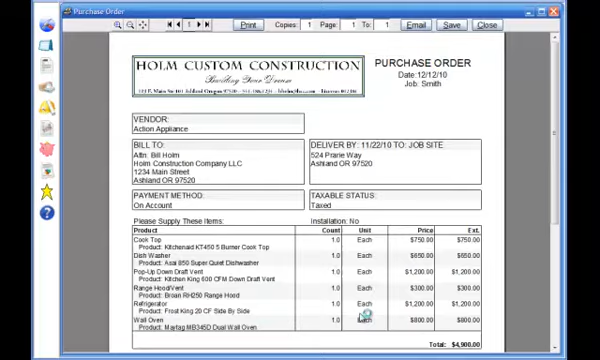 Purchase Order
1
Print
Copies: 1 Page: 1 To: 1
Email
Save
Close
HOLM CUSTOM CONSTRUCTION
Building Your Dream
PURCHASE ORDER
Date:12/12/10
Job: Smith
VENDOR:
Action Appliance
BILL TO:
Attn: Bill Holm
Holm Construction Company LLC
1234 Main Street
Ashland OR 97520
DELIVER BY: 11/22/10 TO: JOB SITE
524 Prarie Way
Ashland OR 97520
PAYMENT METHOD:
On Account
TAXABLE STATUS:
Taxed
Please Supply These Items:
Installation: No
Product Count Unit Price Ext.
Cook Top 1.0 Each $750.00 $750.00
Product: Kitchenaid KT450 5 Burner Cook Top
Dish Washer 1.0 Each $650.00 $650.00
Product: Asai 850 Super Quiet Dishwasher
Pop-Up Down Draft Vent 1.0 Each $1,200.00 $1,200.00
Product: Kitchen King 600 CFM Down Draft Vent
Range Hood/Vent 1.0 Each $300.00 $300.00
Product: Broan RH250 Range Hood
Refrigerator 1.0 Each $1,200.00 $1,200.00
Product: Frost King 20 CF Side By Side
Wall Oven 1.0 Each $800.00 $800.00
Product: Maytag MB345D Dual Wall Oven
Total: $4,900.00